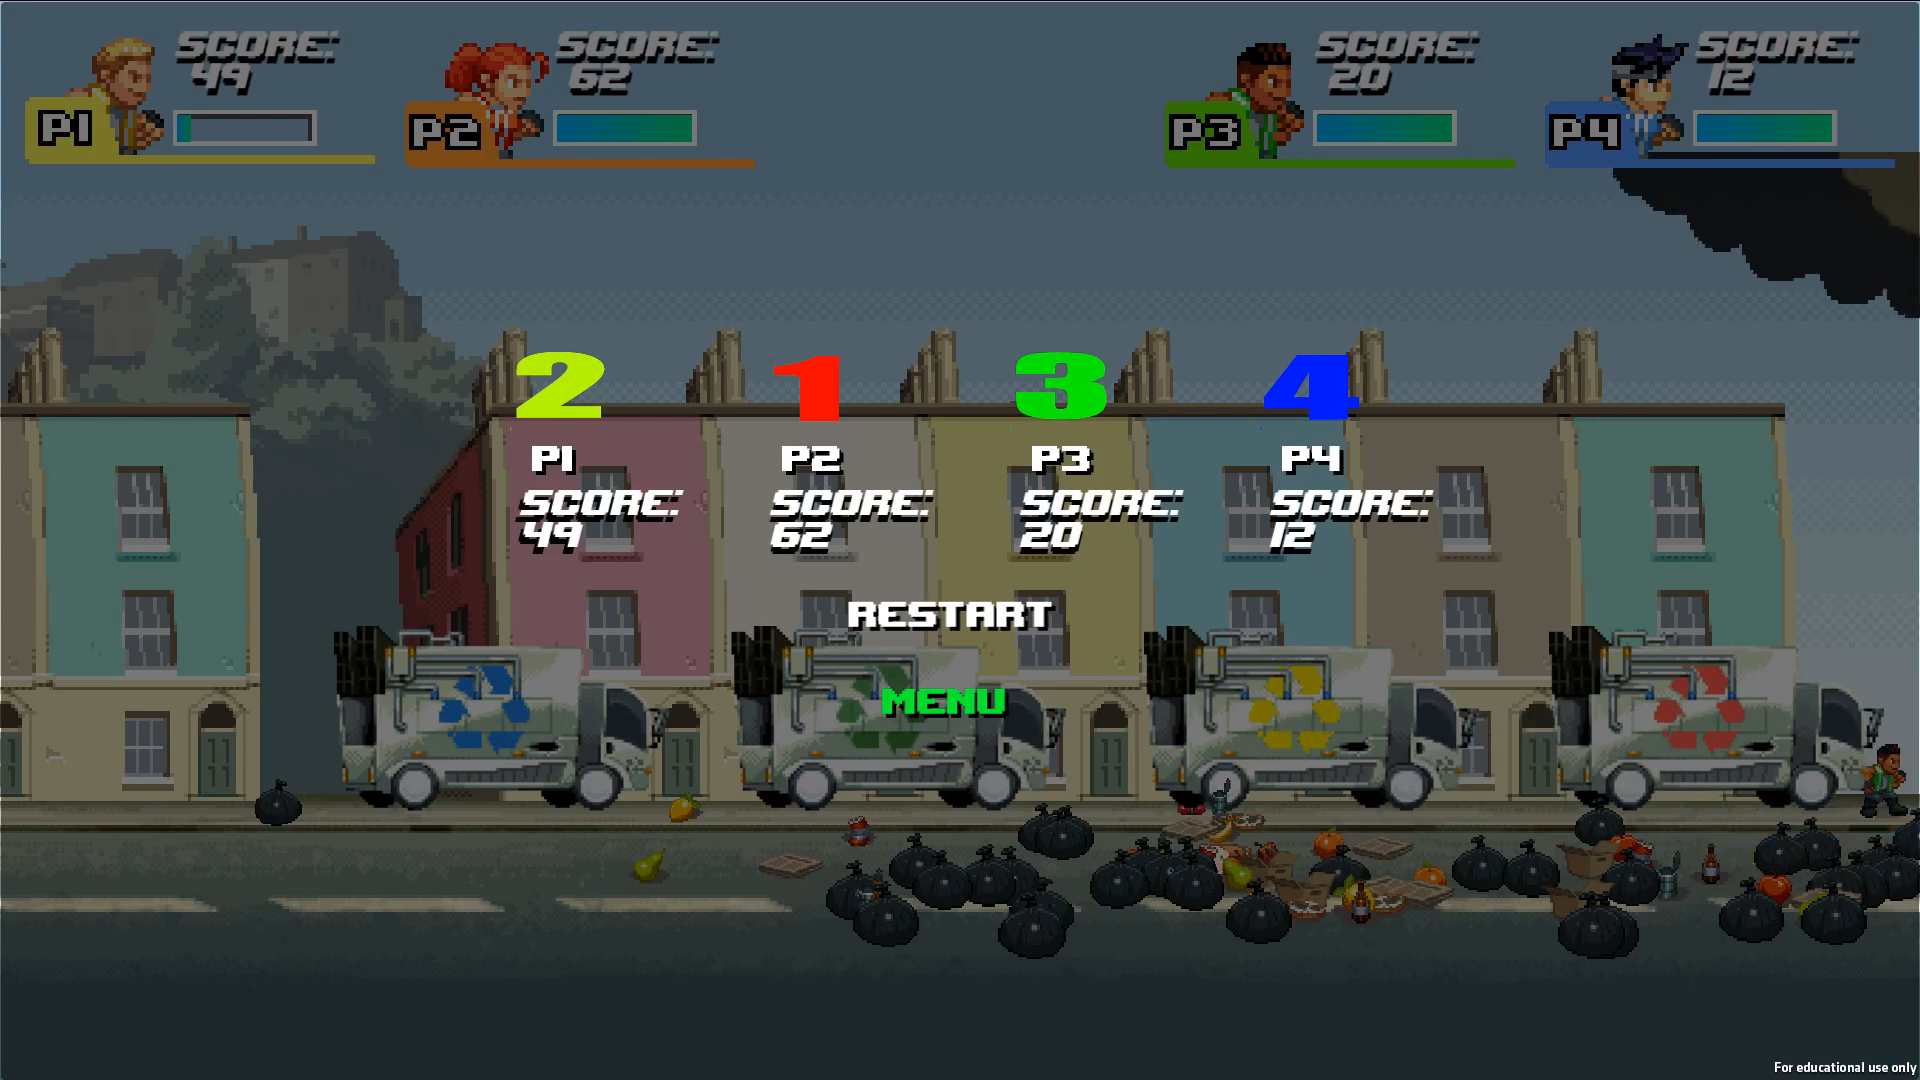 SCORE:
49
P1
SCORE:
62
P2
SCORE:
20
P3
SCORE:
12
P4
2 1 3 4
P1 P2 P3 P4
SCORE: SCORE: SCORE: SCORE:
49 62 20 12
RESTART
MENU
For educational use only